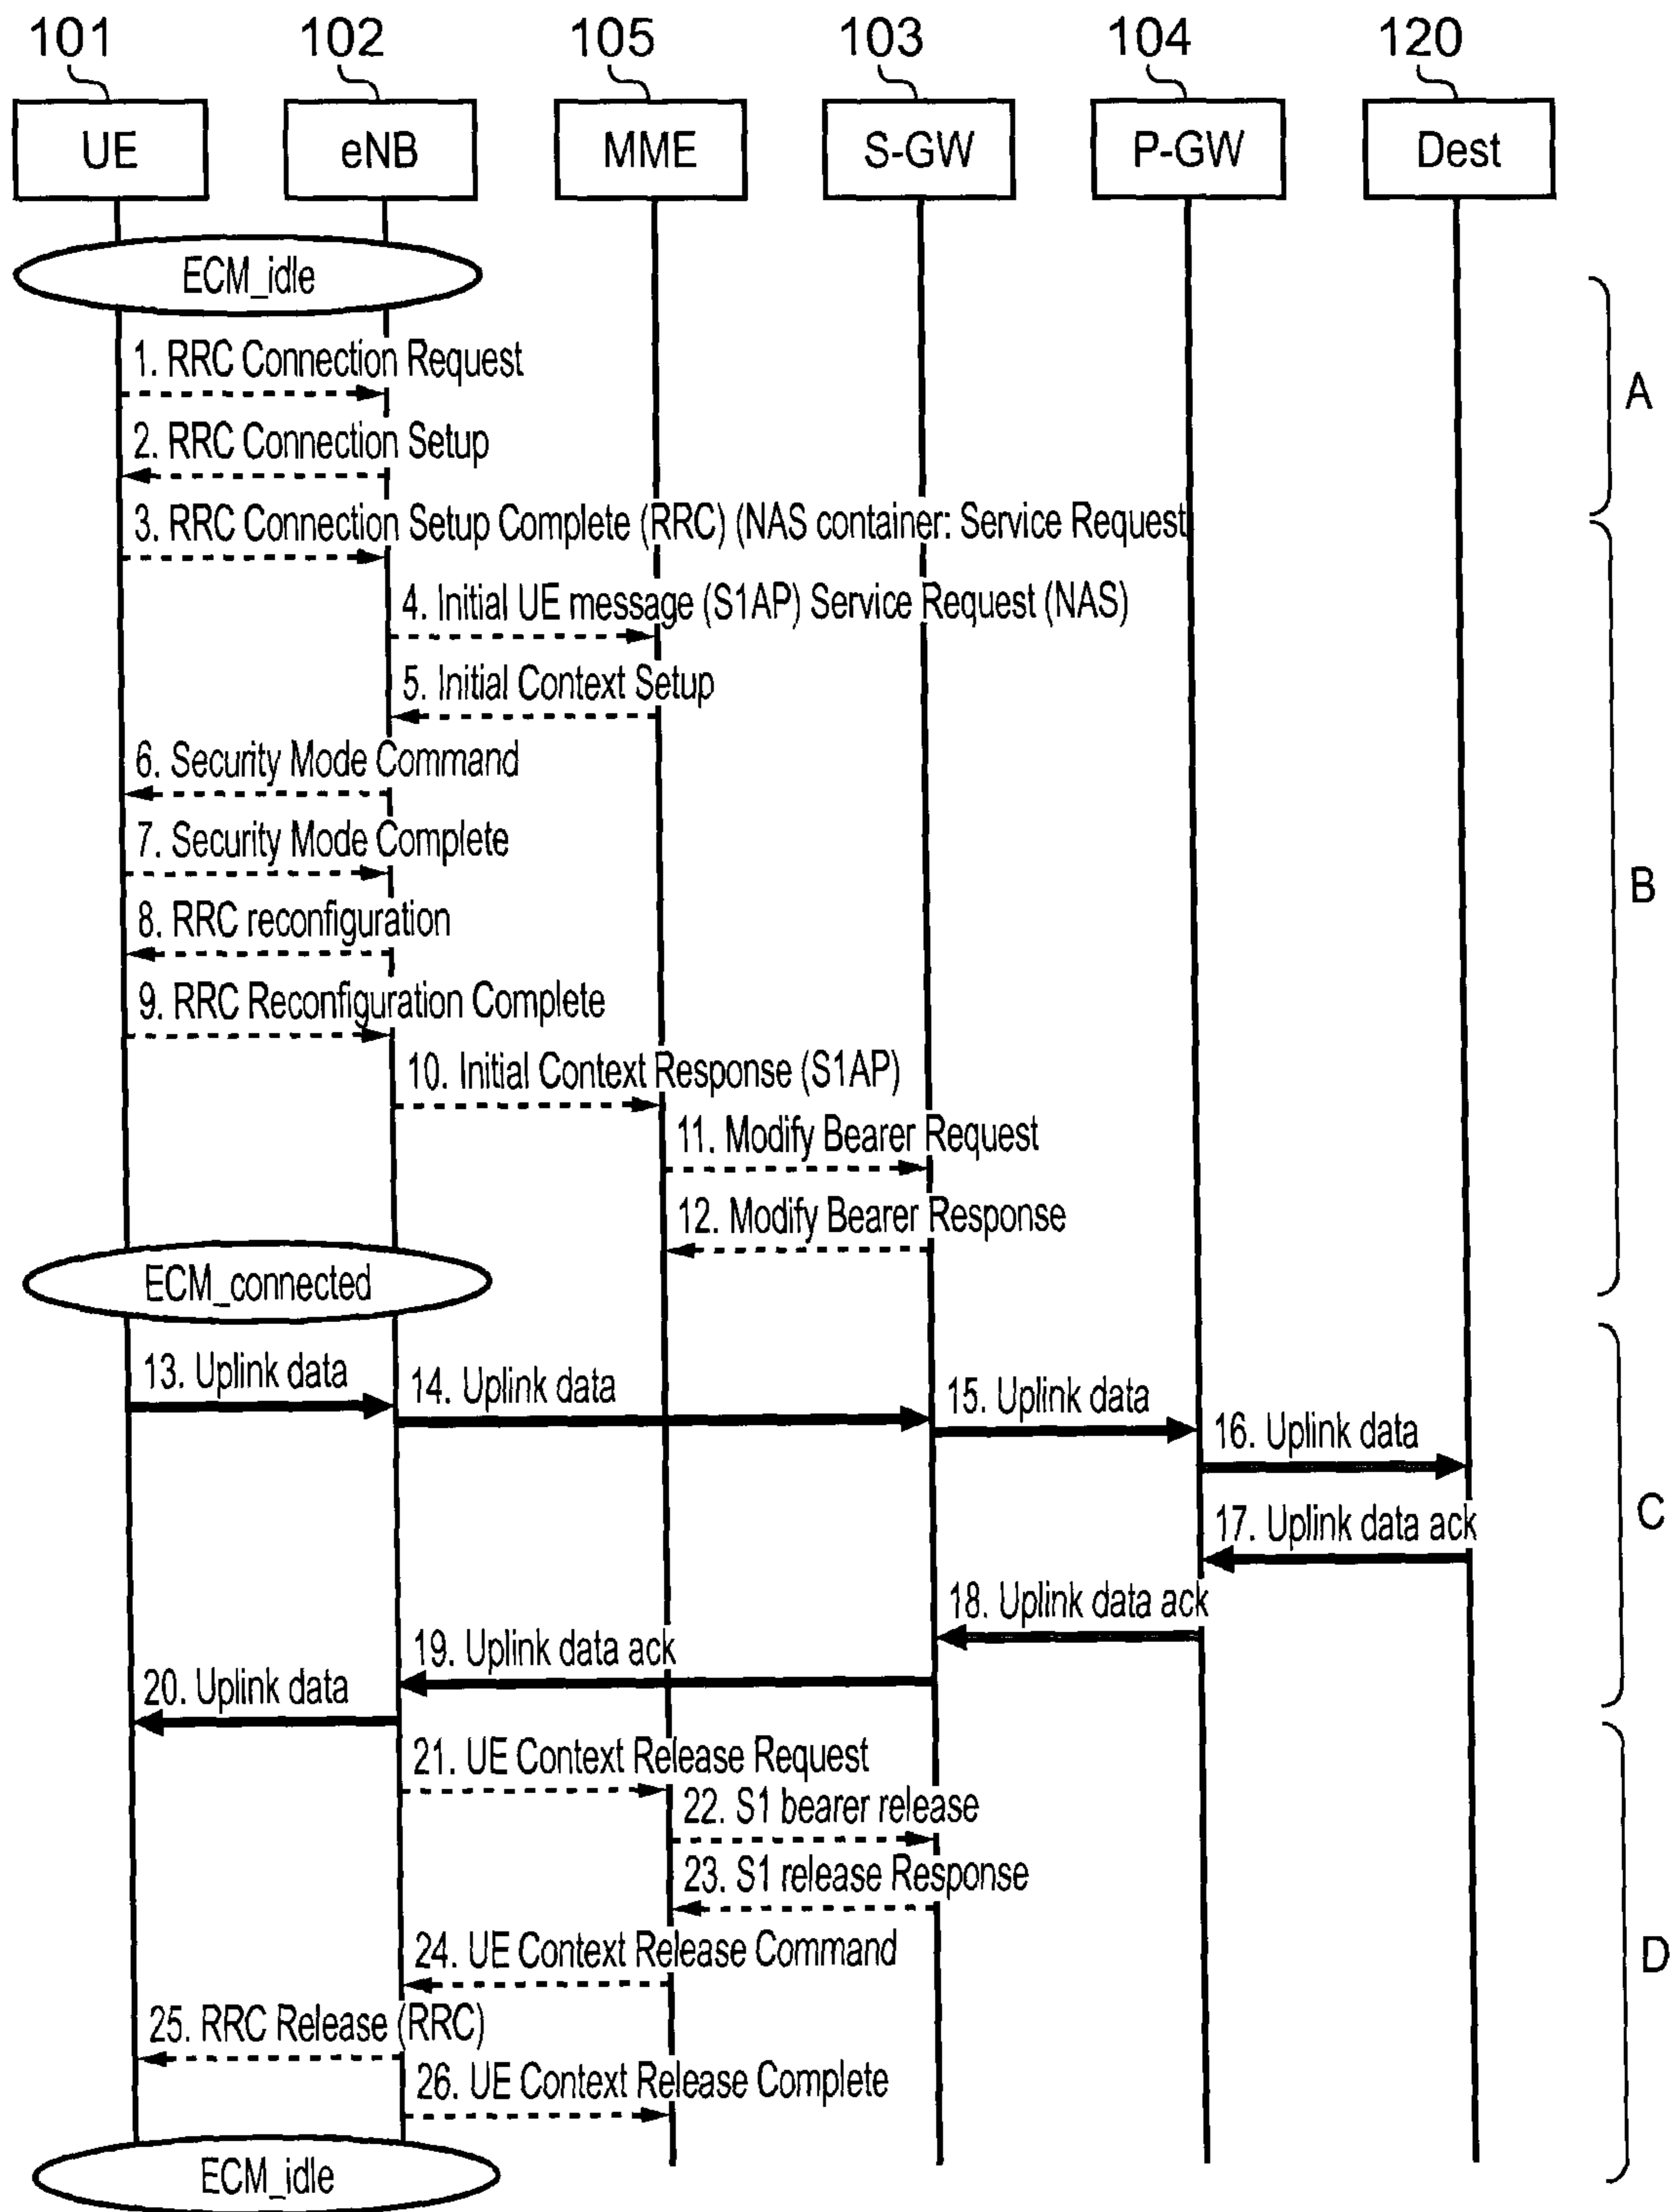 101 102 105 103 104 120
UE eNB MME S-GW P-GW Dest
ECM_idle
1. RRC Connection Request
A
2. RRC Connection Setup
3. RRC Connection Setup Complete (RRC) (NAS container: Service Request
4. Initial UE message (S1AP) Service Request (NAS)
5. Initial Context Setup
6. Security Mode Command
7. Security Mode Complete
B
8. RRC reconfiguration
9. RRC Reconfiguration Complete
10. Initial Context Response (S1AP)
11. Modify Bearer Request
12. Modify Bearer Response
ECM_connected
13. Uplink data
14. Uplink data
15. Uplink data
16. Uplink data
C
17. Uplink data ack
18. Uplink data ack
19. Uplink data ack
20. Uplink data
21. UE Context Release Request
22. S1 bearer release
23. S1 release Response
24. UE Context Release Command
D
25. RRC Release (RRC)
26. UE Context Release Complete
ECM_idle